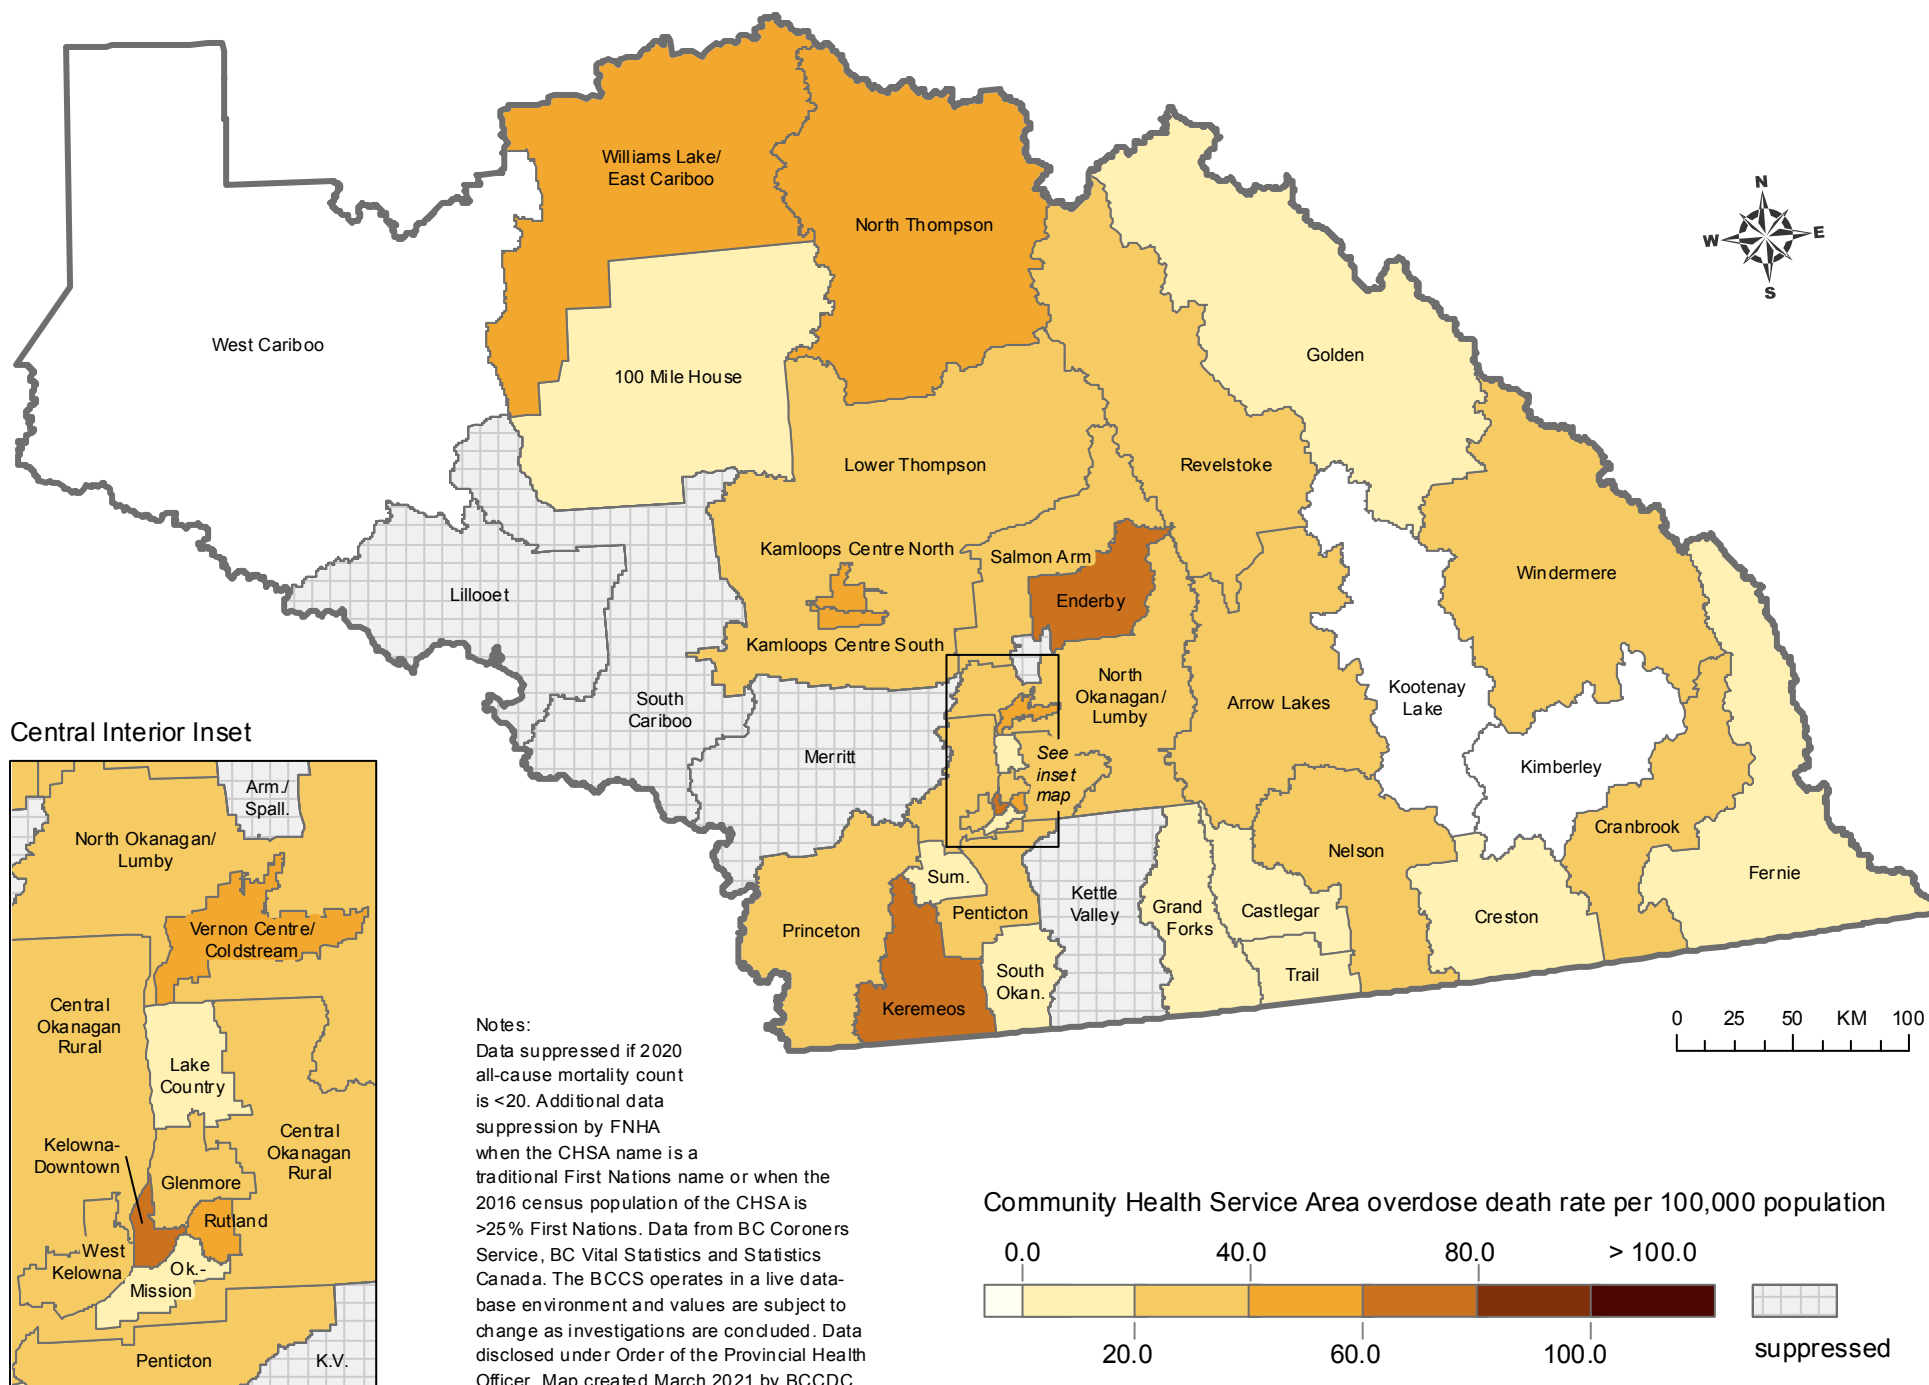 N
W
E
S
Williams Lake/
East Cariboo
North Thompson
West Cariboo
100 Mile House
Golden
Lower Thompson
Revelstoke
Kamloops Centre North
Salmon Arm
Windermere
Lillooet
Enderby
Kamloops Centre South
South
Cariboo
North
Okanagan/
Lumby
Arrow Lakes
Kootenay
Lake
Merritt
See
inset
map
Kimberley
Cranbrook
Nelson
Fernie
Sum.
Kettle
Valley
Grand
Forks
Castlegar
Creston
Princeton
Penticton
South
Okan.
Trail
Keremeos
0 25 50 KM 100
Central Interior Inset
Arm./
Spall.
North Okanagan/
Lumby
Vernon Centre/
Coldstream
Central
Okanagan
Rural
Lake
Country
Kelowna-
Downtown
Central
Okanagan
Rural
Glenmore
Rutland
West
Kelowna
Ok.-
Mission
Penticton
K.V.
Notes:
Data suppressed if 2020
all-cause mortality count
is <20. Additional data
suppression by FNHA
when the CHSA name is a
traditional First Nations name or when the
2016 census population of the CHSA is
>25% First Nations. Data from BC Coroners
Service, BC Vital Statistics and Statistics
Canada. The BCCS operates in a live data-
base environment and values are subject to
change as investigations are concluded. Data
disclosed under Order of the Provincial Health
Officer. Map created March 2021 by BCCDC
Community Health Service Area overdose death rate per 100,000 population
0.0 40.0 80.0 > 100.0
20.0 60.0 100.0
suppressed